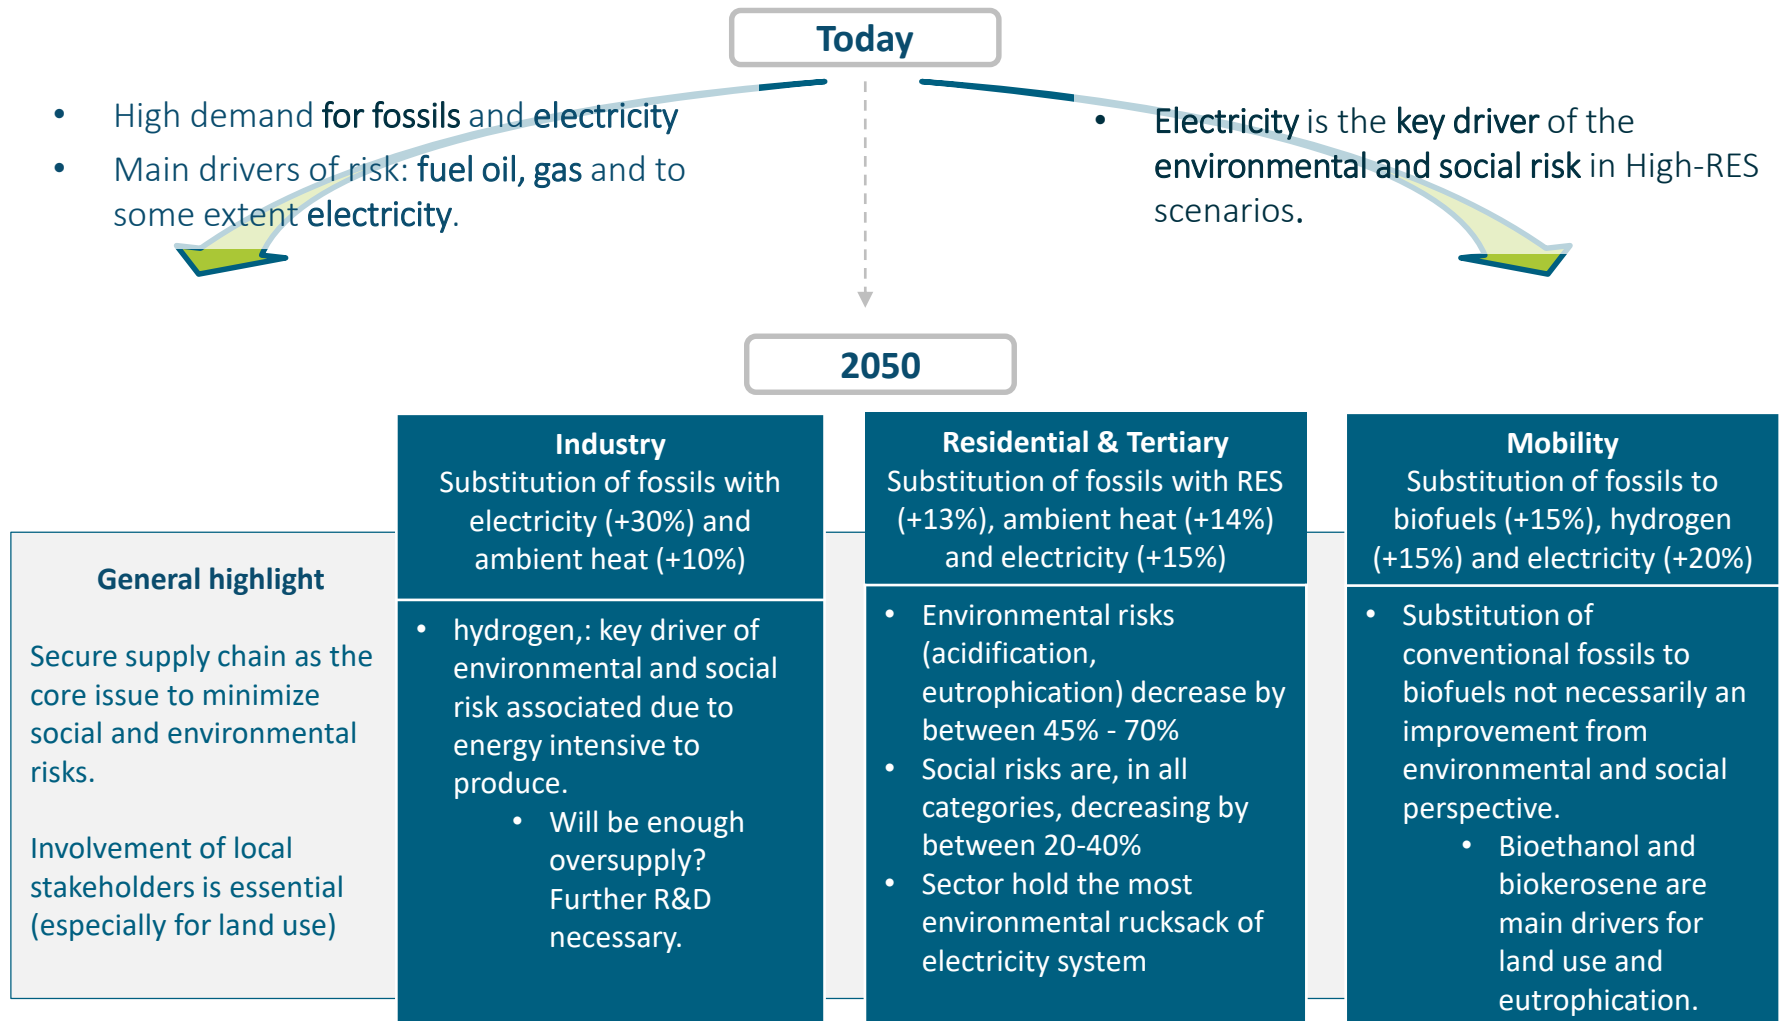 Today
• High demand for fossils and electricity
• Main drivers of risk: fuel oil, gas and to
some extent electricity.
• Electricity is the key driver of the
environmental and social risk in High-RES
scenarios.
2050
General highlight
Secure supply chain as the
core issue to minimize
social and environmental
risks.
Involvement of local
stakeholders is essential
(especially for land use)
Industry
Substitution of fossils with
electricity (+30%) and
ambient heat (+10%)
• hydrogen,: key driver of
environmental and social
risk associated due to
energy intensive to
produce.
• Will be enough
oversupply?
Further R&D
necessary.
Residential & Tertiary
Substitution of fossils with RES
(+13%), ambient heat (+14%)
and electricity (+15%)
• Environmental risks
(acidification,
eutrophication) decrease by
between 45% - 70%
• Social risks are, in all
categories, decreasing by
between 20-40%
• Sector hold the most
environmental rucksack of
electricity system
Mobility
Substitution of fossils to
biofuels (+15%), hydrogen
(+15%) and electricity (+20%)
• Substitution of
conventional fossils to
biofuels not necessarily an
improvement from
environmental and social
perspective.
• Bioethanol and
biokerosene are
main drivers for
land use and
eutrophication.